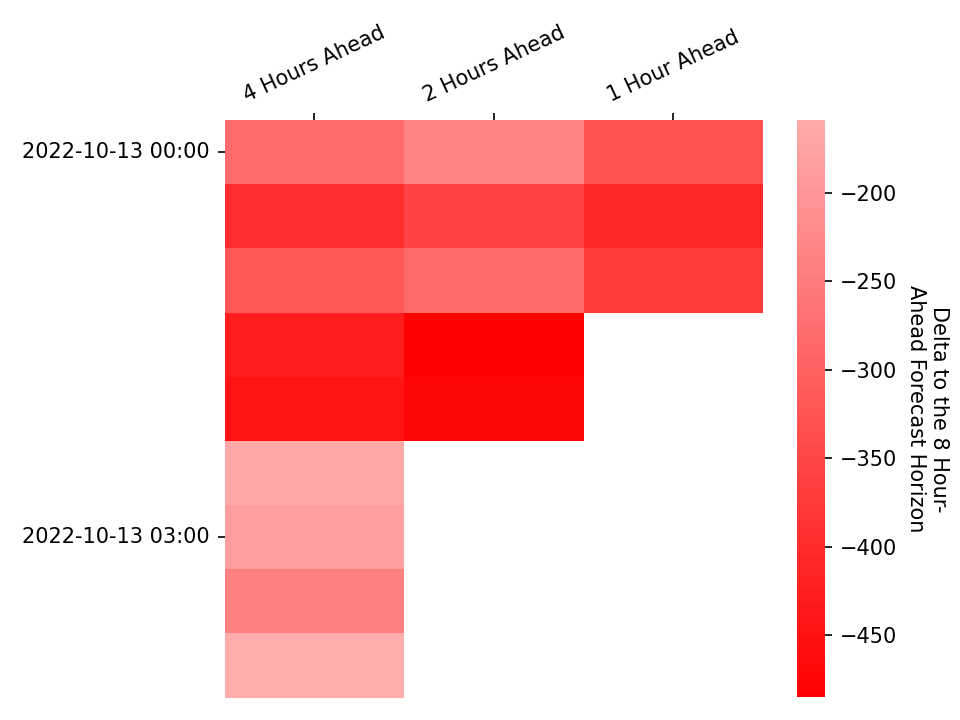 4 Hours Ahead
2 Hours Ahead
1 Hour Ahead
2022-10-13 00:00
2022-10-13 03:00
−200
−250
−300
−350
−400
−450
Delta to the 8 Hour-
Ahead Forecast Horizon